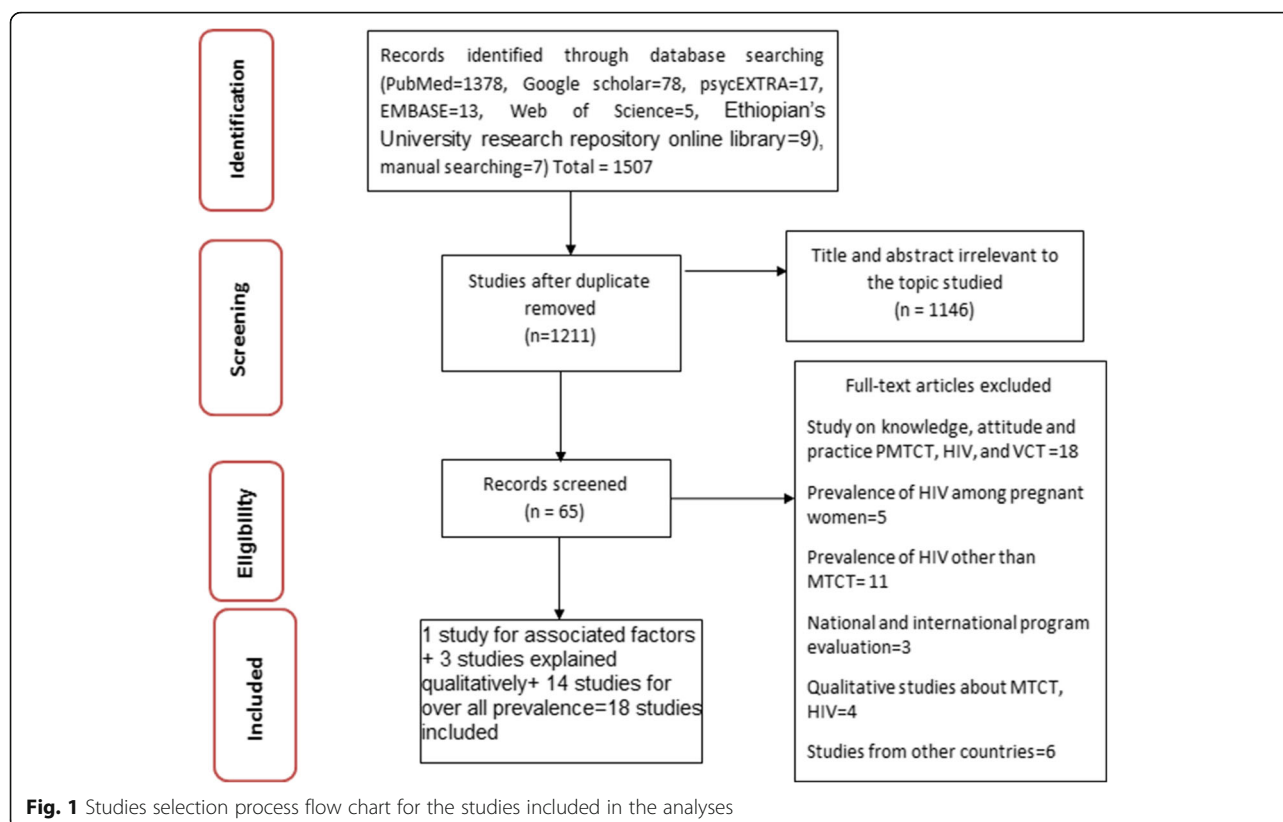 Identification
Records identified through database searching
(PubMed=1378, Google scholar=78, psycEXTRA=17,
EMBASE=13, Web of Science=5, Ethiopian's
University research repository online library=9),
manual searching=7) Total = 1507
Screening
Studies after duplicate
removed
(n=1211)
Title and abstract irrelevant to
the topic studied
(n = 1146)
Eligibility
Records screened
(n = 65)
Full-text articles excluded
Study on knowledge, attitude and
practice PMTCT, HIV, and VCT =18
Prevalence of HIV among pregnant
women=5
Prevalence of HIV other than
MTCT= 11
National and international program
evaluation=3
Qualitative studies about MTCT,
HIV=4
Studies from other countries=6
Included
1 study for associated factors
+ 3 studies explained
qualitatively+ 14 studies for
over all prevalence=18 studies
included
Fig. 1 Studies selection process flow chart for the studies included in the analyses